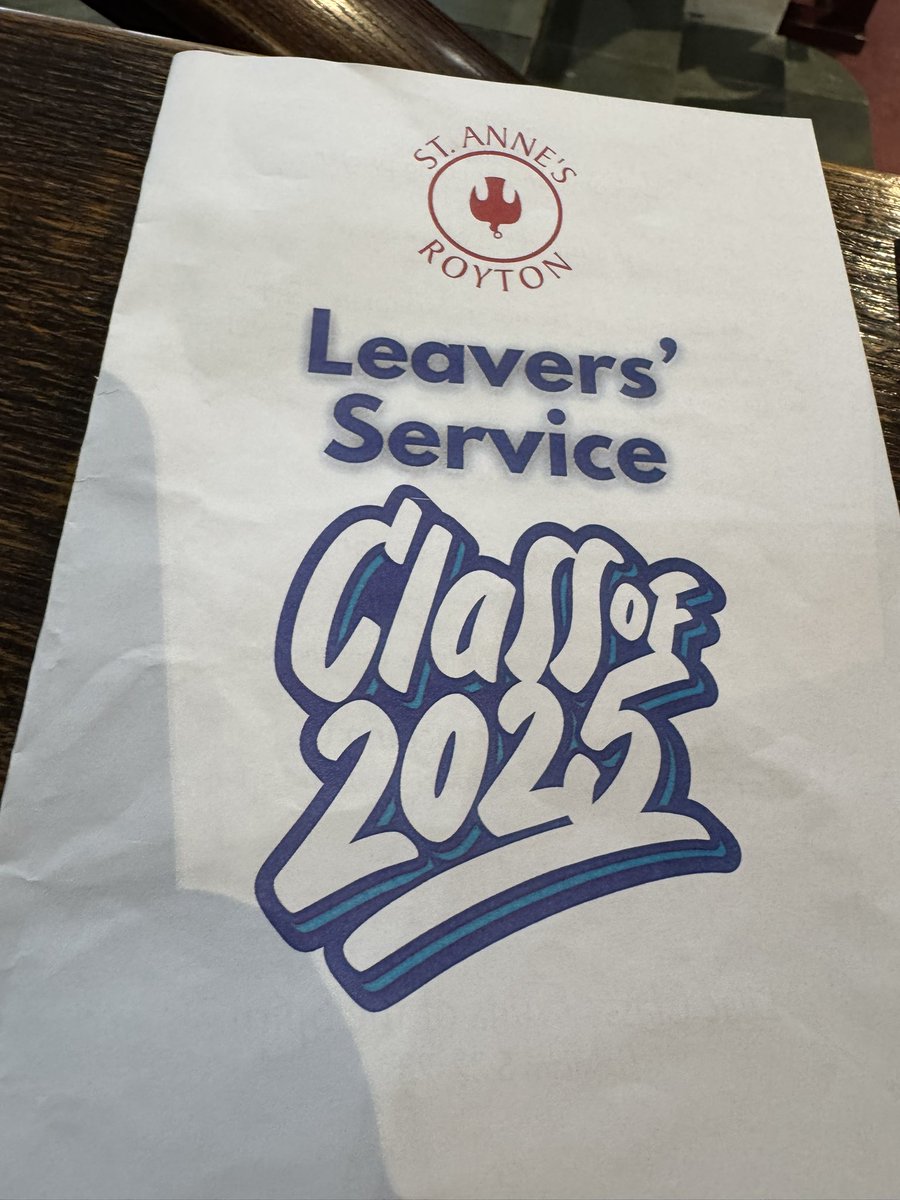 ST. ANNE'S
ROYTON
Leavers'
Service
Class of
2025